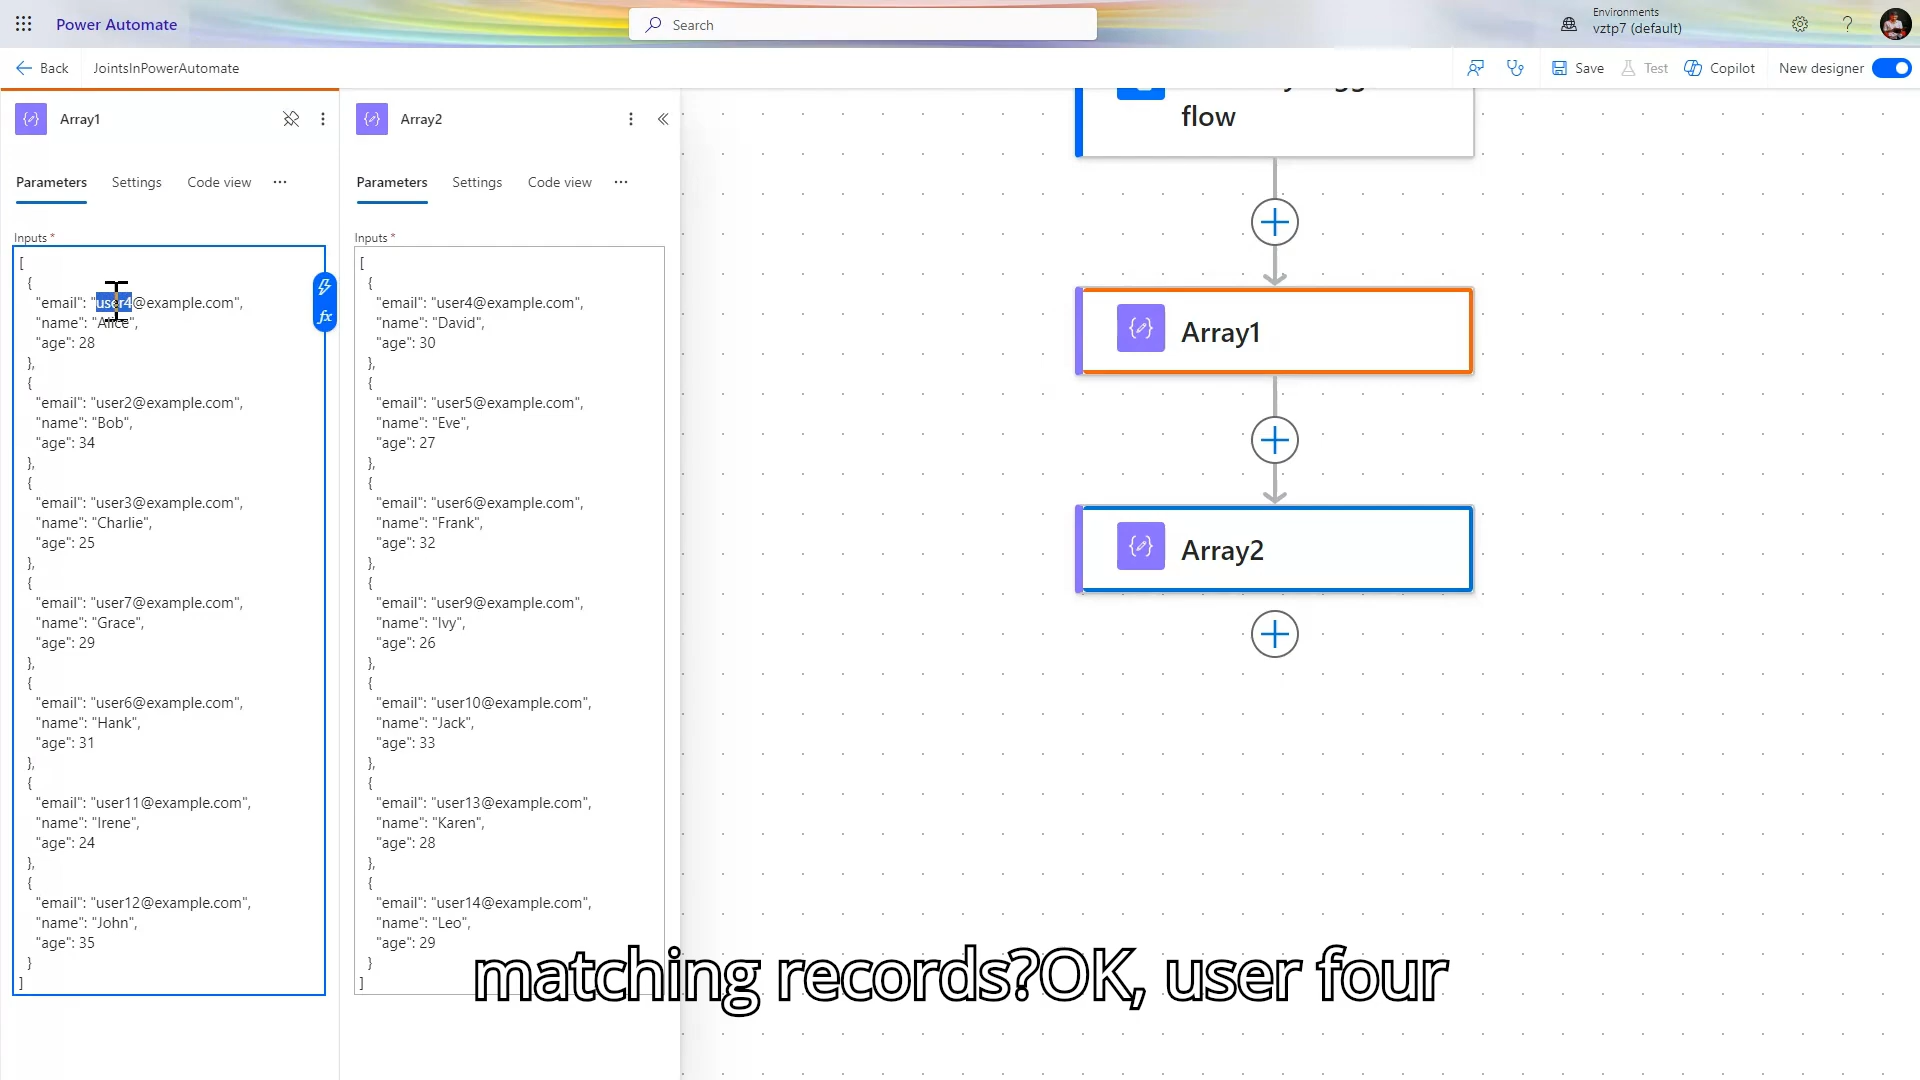 Power Automate
Search
Environments
vztp7 (default)
?
Back
JointsInPowerAutomate
Save
Test
Copilot
New designer
Array1
Parameters
Settings
Code view
...
Inputs *
[
{
"email": "user4@example.com",
"name": "Alice",
"age": 28
},
{
"email": "user2@example.com",
"name": "Bob",
"age": 34
},
{
"email": "user3@example.com",
"name": "Charlie",
"age": 25
},
{
"email": "user7@example.com",
"name": "Grace",
"age": 29
},
{
"email": "user6@example.com",
"name": "Hank",
"age": 31
},
{
"email": "user11@example.com",
"name": "Irene",
"age": 24
},
{
"email": "user12@example.com",
"name": "John",
"age": 35
}
]
fx
Array2
Parameters
Settings
Code view
...
Inputs *
[
{
"email": "user4@example.com",
"name": "David",
"age": 30
},
{
"email": "user5@example.com",
"name": "Eve",
"age": 27
},
{
"email": "user6@example.com",
"name": "Frank",
"age": 32
},
{
"email": "user9@example.com",
"name": "Ivy",
"age": 26
},
{
"email": "user10@example.com",
"name": "Jack",
"age": 33
},
{
"email": "user13@example.com",
"name": "Karen",
"age": 28
},
{
"email": "user14@example.com",
"name": "Leo",
"age": 29
}
]
flow
Array1
Array2
matching records?OK, user four